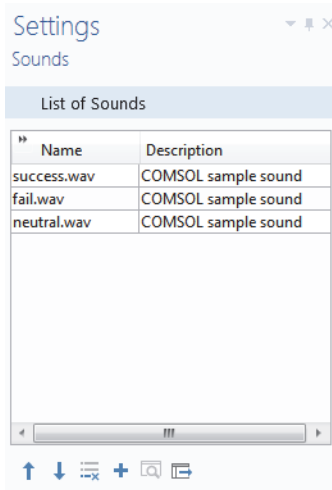 Settings
Sounds
List of Sounds
Name Description
success.wav COMSOL sample sound
fail.wav COMSOL sample sound
neutral.wav COMSOL sample sound